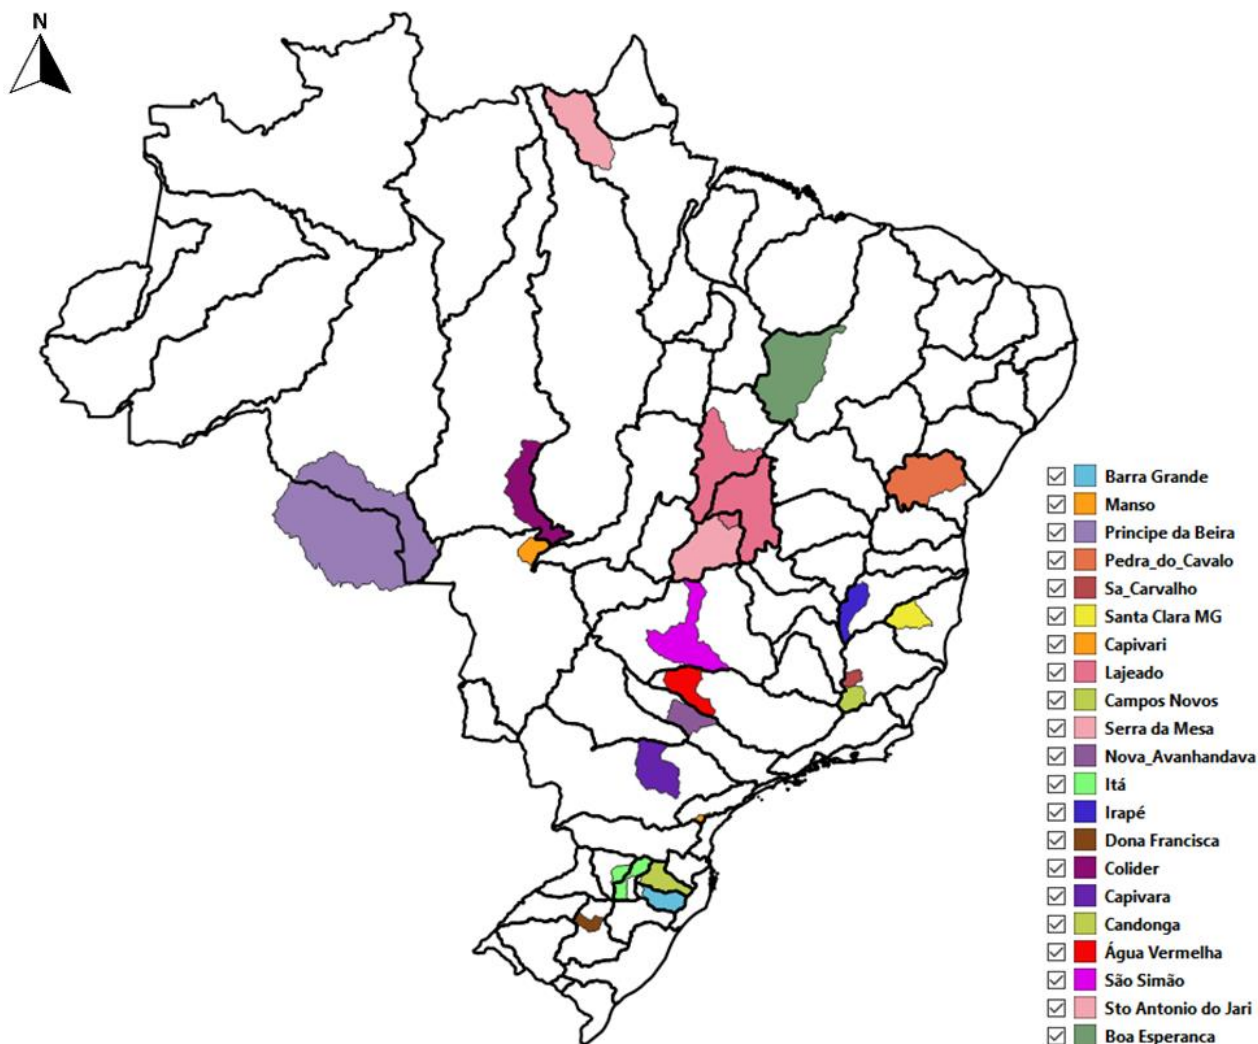 N
Barra Grande
Manso
Principe da Beira
Pedra_do_Cavalo
Sa_Carvalho
Santa Clara MG
Capivari
Lajeado
Campos Novos
Serra da Mesa
Nova_Avanhandava
Itá
Irapé
Dona Francisca
Colider
Capivara
Candonga
Água Vermelha
São Simão
Sto Antonio do Jari
Boa Esperanca